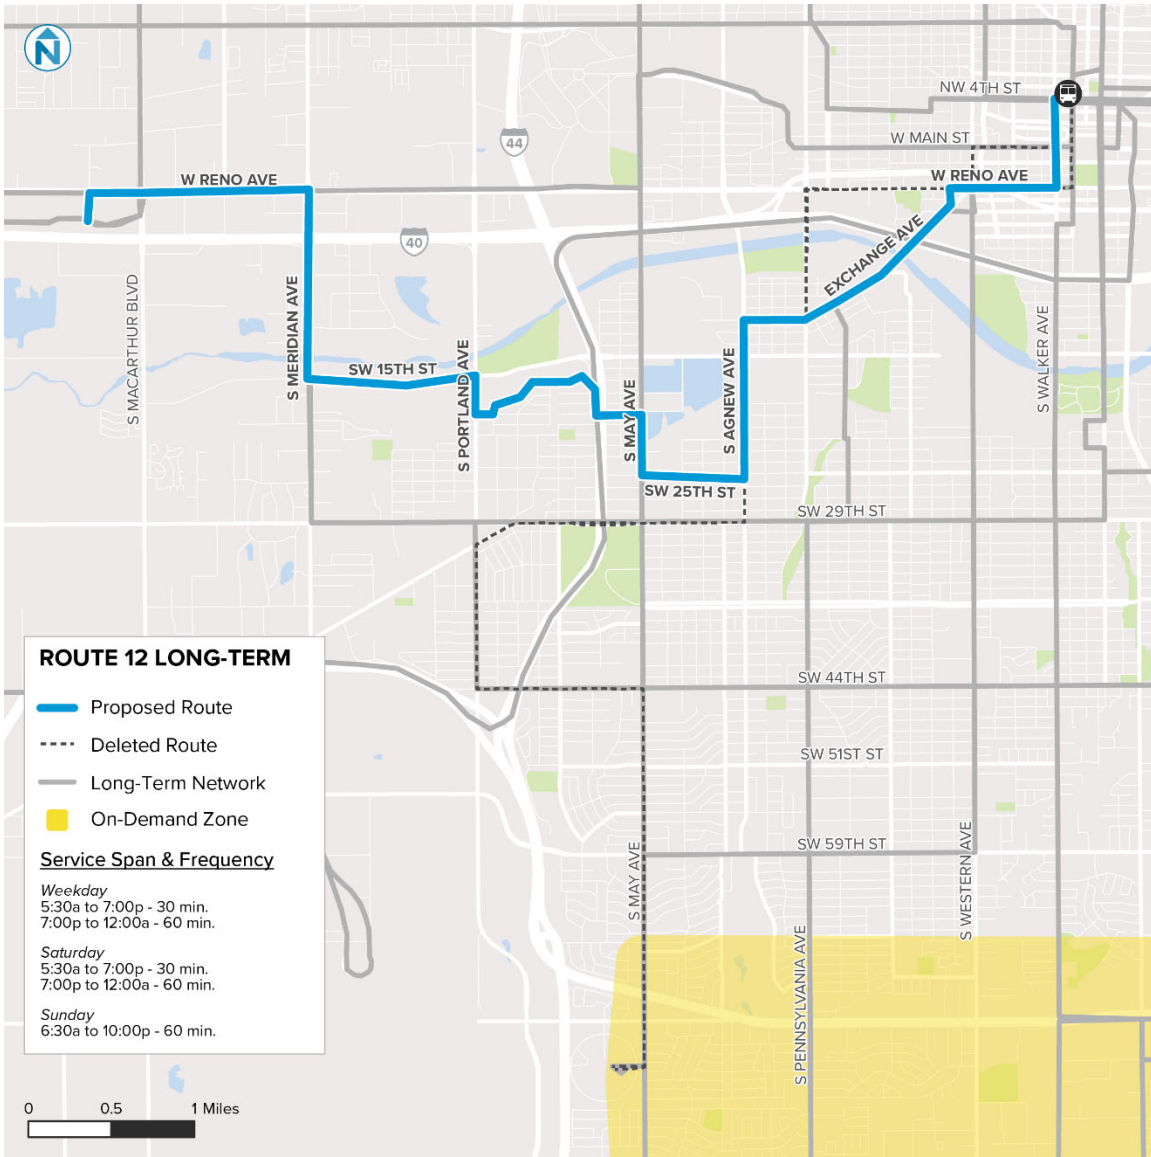 N
NW 4TH ST
W MAIN ST
44
W RENO AVE
W RENO AVE
40
EXCHANGE AVE
S MACARTHUR BLVD
S MERIDIAN AVE
SW 15TH ST
S PORTLAND AVE
S MAY AVE
S AGNEW AVE
S WALKER AVE
SW 25TH ST
SW 29TH ST
ROUTE 12 LONG-TERM
Proposed Route
Deleted Route
Long-Term Network
On-Demand Zone
Service Span & Frequency
Weekday
5:30a to 7:00p - 30 min.
7:00p to 12:00a - 60 min.
Saturday
5:30a to 7:00p - 30 min.
7:00p to 12:00a - 60 min.
Sunday
6:30a to 10:00p - 60 min.
SW 44TH ST
SW 51ST ST
SW 59TH ST
S MAY AVE
S WESTERN AVE
S PENNSYLVANIA AVE
0 0.5 1 Miles